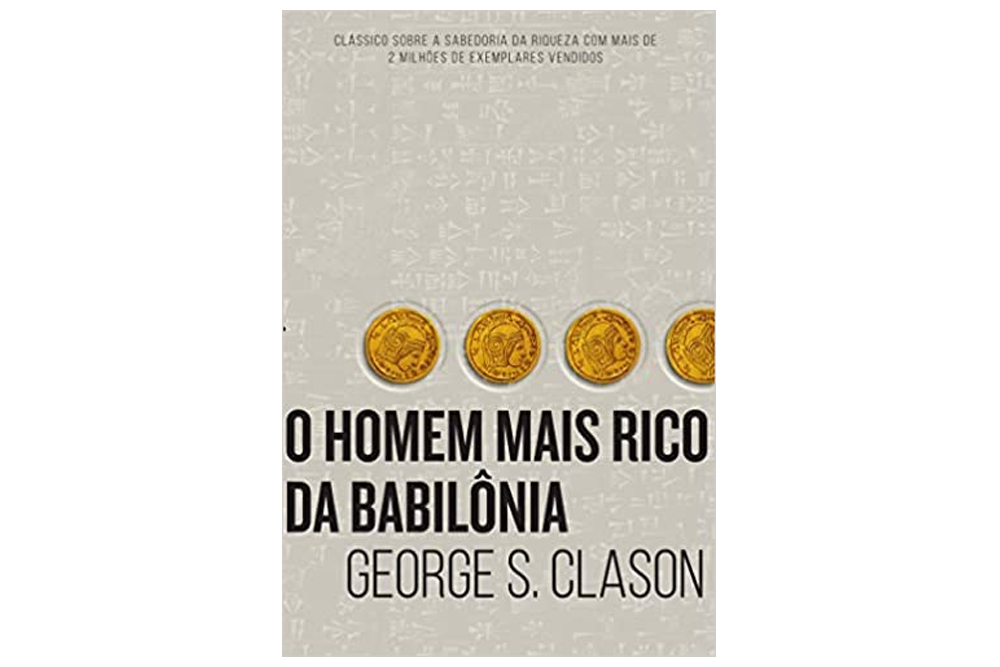 CLÁSSICO SOBRE A SABEDORIA DA RIQUEZA COM MAIS DE
2 MILHÕES DE EXEMPLARES VENDIDOS
O HOMEM MAIS RICO
DA BABILÔNIA
GEORGE S. CLASON